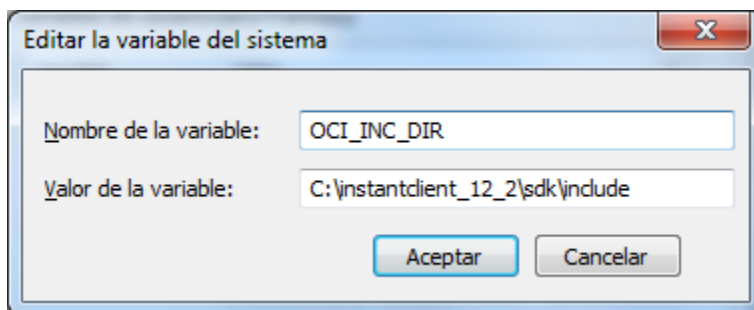 Editar la variable del sistema
Nombre de la variable: OCI_INC_DIR
Valor de la variable: C:\instantclient_12_2\sdk\include
Aceptar Cancelar